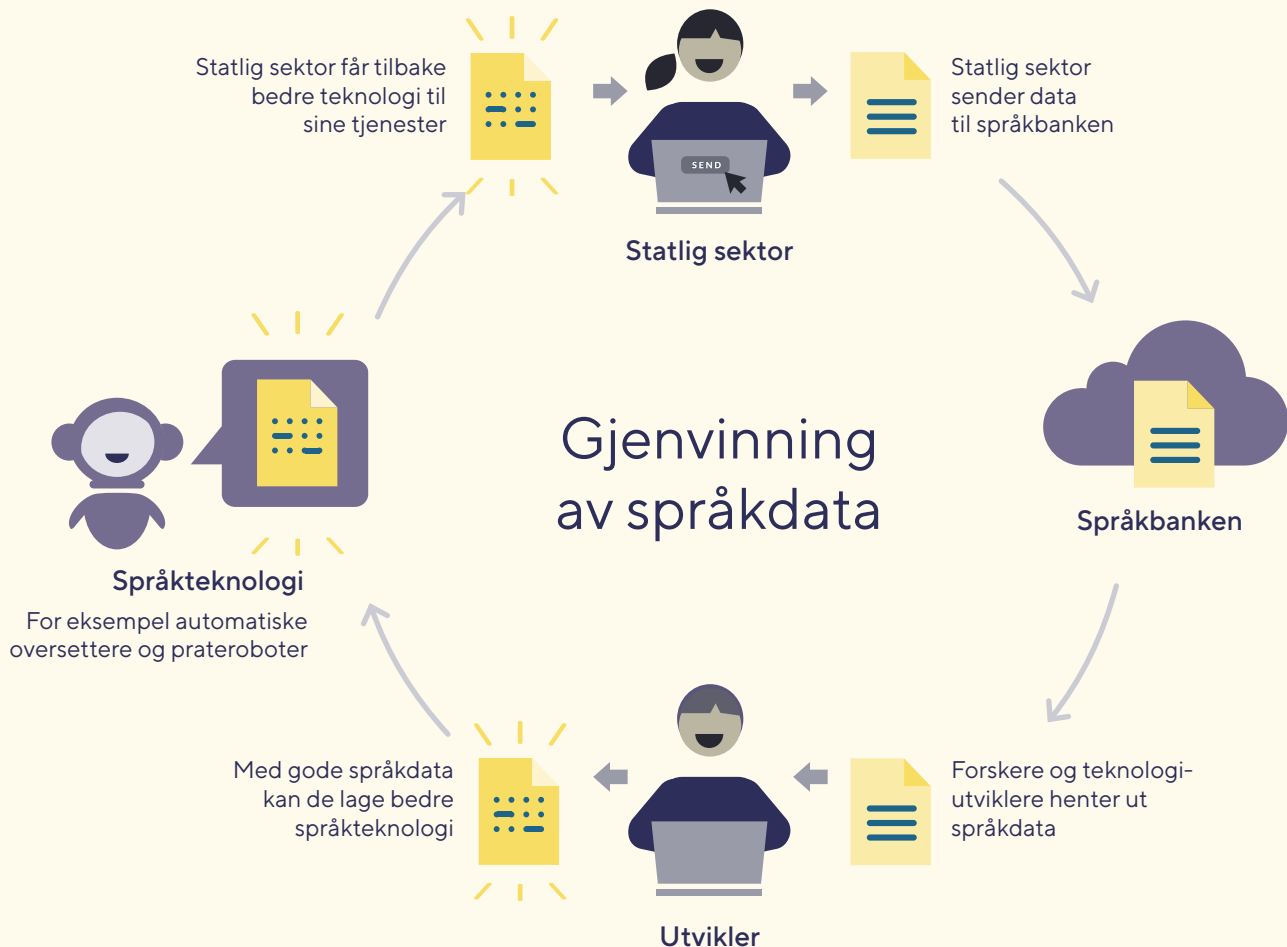 Statlig sektor får tilbake
bedre teknologi til
sine tjenester
SEND
Statlig sektor
Statlig sektor
sender data
til språkbanken
Gjenvinning
av språkdata
Språkbanken
Forskere og teknologi-
utviklere henter ut
språkdata
Utvikler
Med gode språkdata
kan de lage bedre
språkteknologi
Språkteknologi
For eksempel automatiske
oversettere og prateroboter